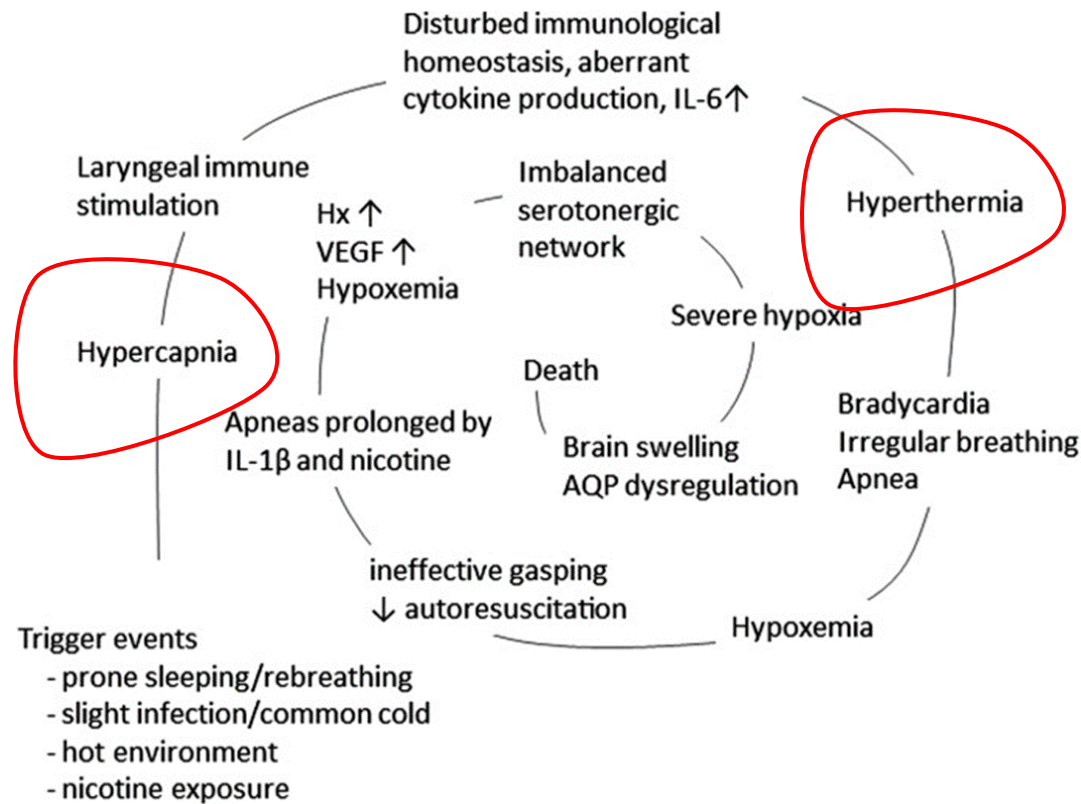 Disturbed immunological
homeostasis, aberrant
cytokine production, IL-6↑
Laryngeal immune
stimulation
Imbalanced
serotonergic
network
Hx ↑
VEGF ↑
Hypoxemia
Hyperthermia
Severe hypoxia
Hypercapnia
Death
Apneas prolonged by
IL-1β and nicotine
Brain swelling
AQP dysregulation
Bradycardia
Irregular breathing
Apnea
ineffective gasping
↓ autoresuscitation
Hypoxemia
Trigger events
- prone sleeping/rebreathing
- slight infection/common cold
- hot environment
- nicotine exposure